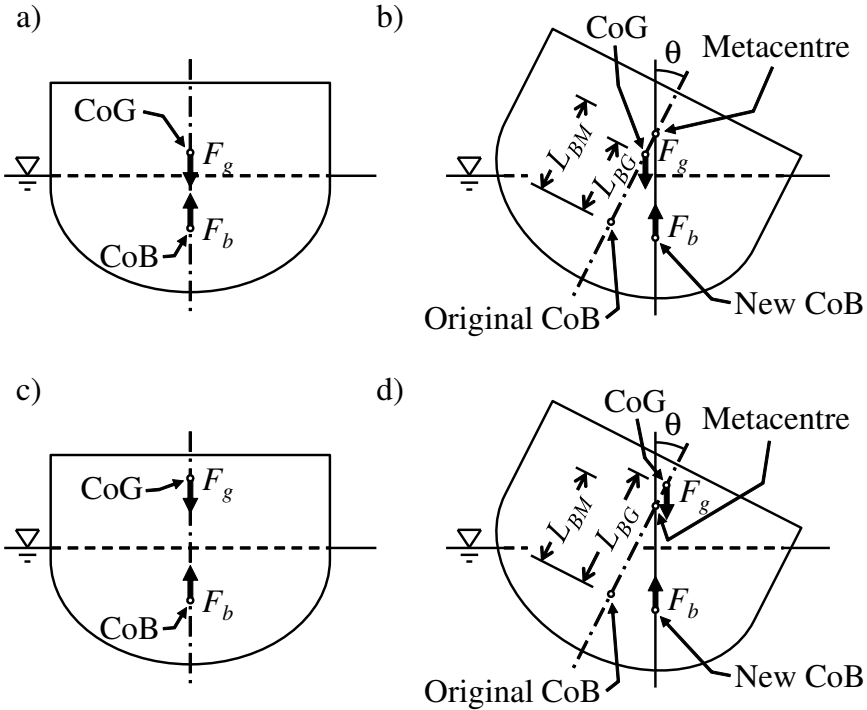 a)
CoG
F_g
F_b
CoB
b)
CoG
θ
Metacentre
L_BM
L_BG
F_g
F_b
Original CoB
New CoB
c)
CoG
F_g
F_b
CoB
d)
CoG
θ
Metacentre
L_BM
L_BG
F_g
F_b
Original CoB
New CoB